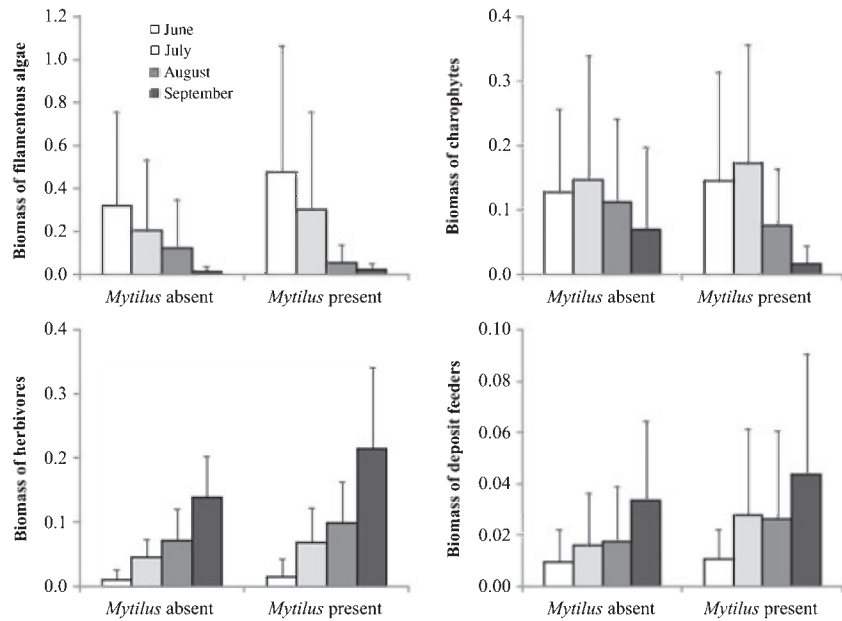 Biomass of filamentous algae
1.2
1.0
0.8
0.6
0.4
0.2
0.0
June
July
August
September
Mytilus absent
Mytilus present
Biomass of charophytes
0.4
0.3
0.2
0.1
0.0
Mytilus absent
Mytilus present
Biomass of herbivores
0.4
0.3
0.2
0.1
0.0
Mytilus absent
Mytilus present
Biomass of deposit feeders
0.10
0.08
0.06
0.04
0.02
0.00
Mytilus absent
Mytilus present